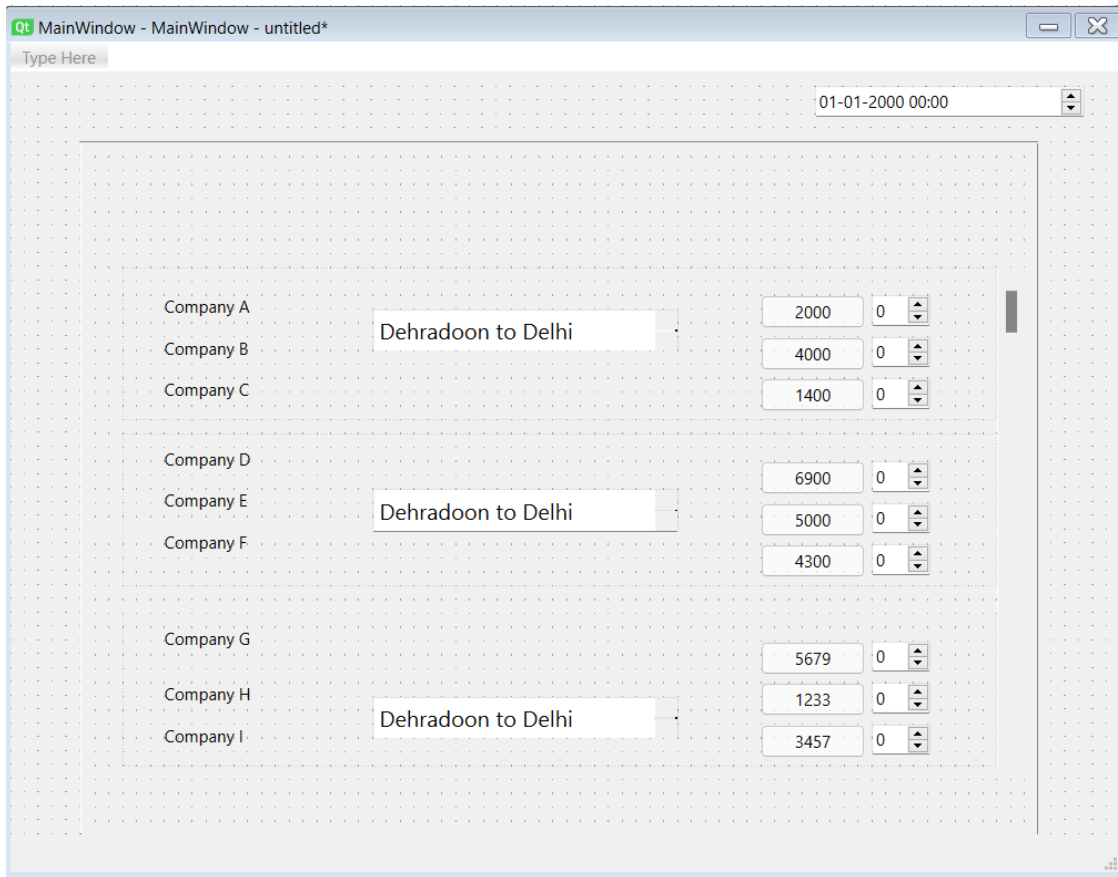 Qt MainWindow - MainWindow - untitled*
Type Here
01-01-2000 00:00
Company A
Dehradoon to Delhi
2000 0
Company B
4000 0
Company C
1400 0
Company D
6900 0
Company E
Dehradoon to Delhi
5000 0
Company F
4300 0
Company G
5679 0
Company H
1233 0
Dehradoon to Delhi
Company I
3457 0